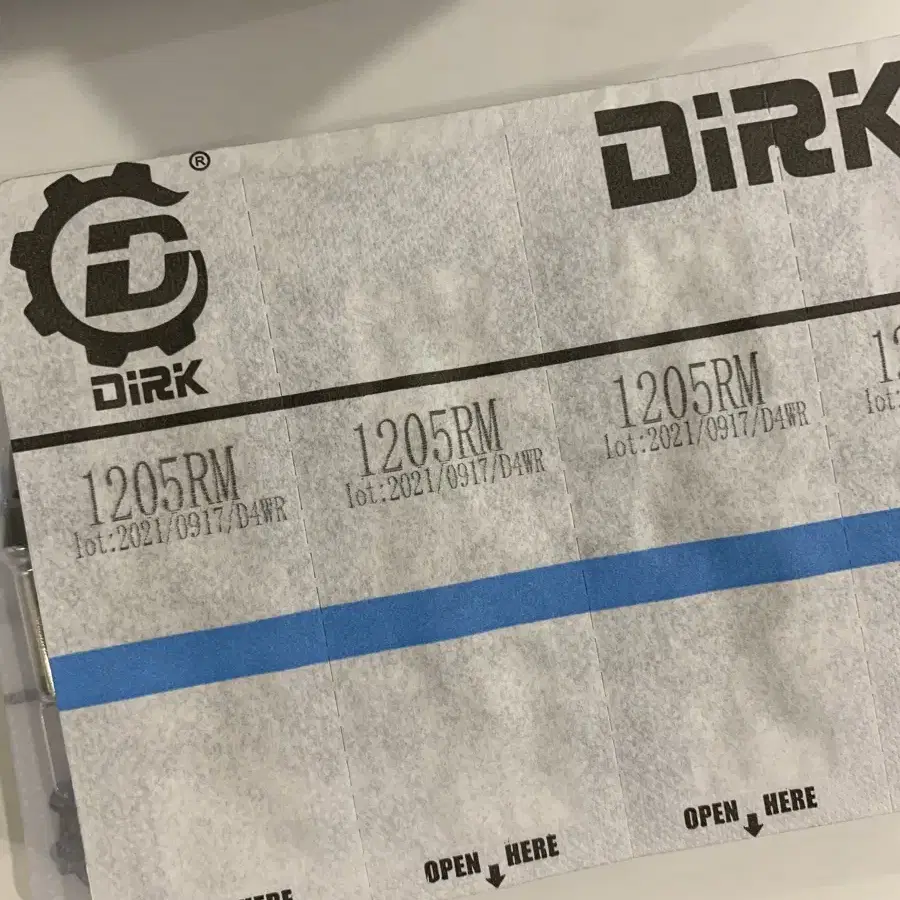 ®
D
DiRK
DiRK
1205RM
lot:2021/0917/D4WR
1205RM
lot:2021/0917/D4WR
1205RM
lot:2021/0917/D4WR
lot:
OPEN HERE
OPEN HERE